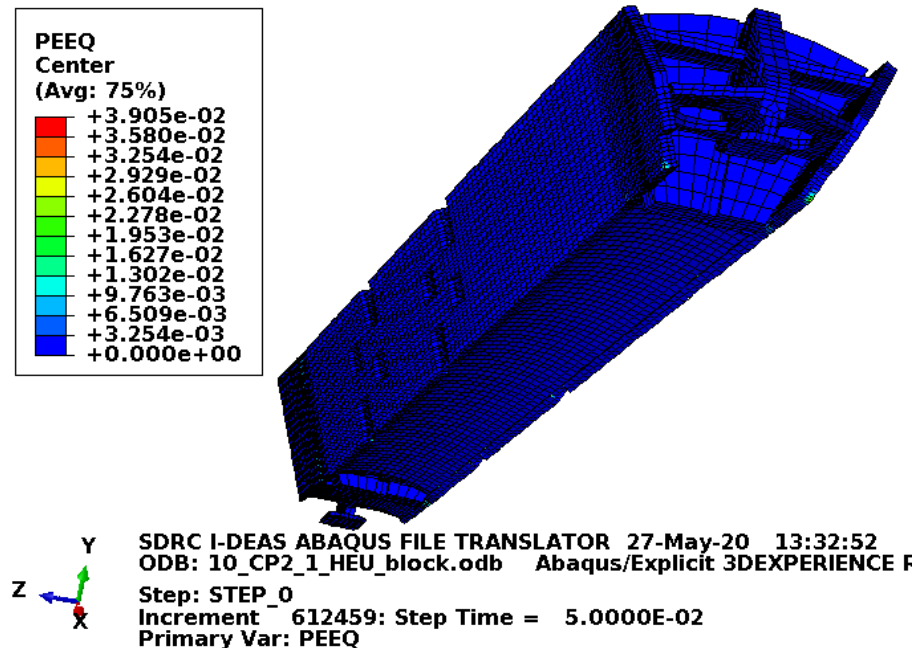 PEEQ
Center
(Avg: 75%)
+3.905e-02
+3.580e-02
+3.254e-02
+2.929e-02
+2.604e-02
+2.278e-02
+1.953e-02
+1.627e-02
+1.302e-02
+9.763e-03
+6.509e-03
+3.254e-03
+0.000e+00
Y
Z
X
SDRC I-DEAS ABAQUS FILE TRANSLATOR 27-May-20 13:32:52
ODB: 10_CP2_1_HEU_block.odb Abaqus/Explicit 3DEXPERIENCE R
Step: STEP_0
Increment 612459: Step Time = 5.0000E-02
Primary Var: PEEQ